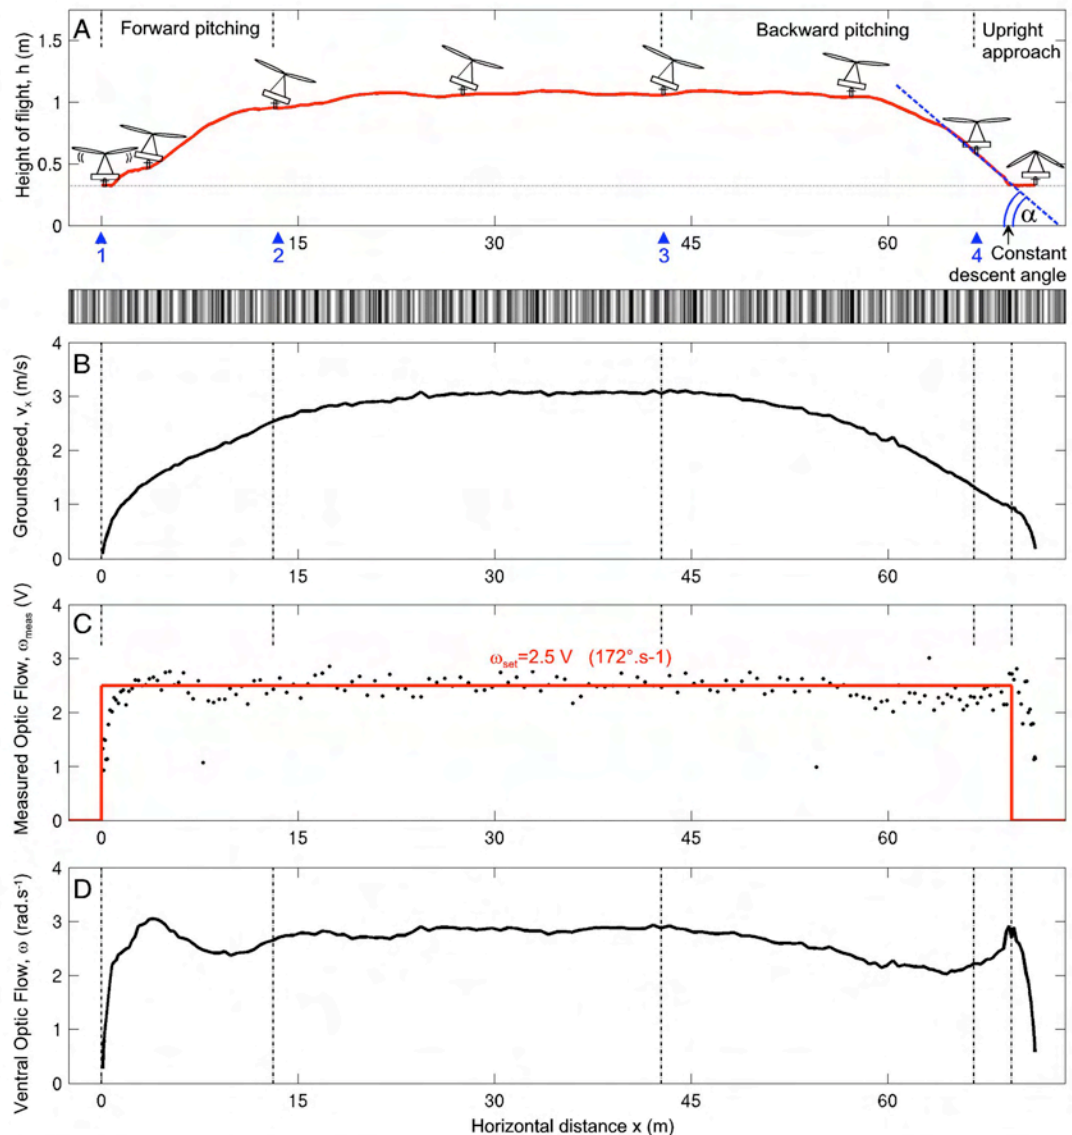 A
Forward pitching
Backward pitching
Upright
approach
Height of flight, h (m)
1.5
1
0.5
0
α
1
2
15
30
3
45
60
4
Constant
descent angle
B
Groundspeed, vₓ (m/s)
4
3
2
1
0
0
15
30
45
60
C
Measured Optic Flow, ω_meas (V)
ω_set=2.5 V (172°.s-1)
4
3
2
1
0
0
15
30
45
60
D
Ventral Optic Flow, ω (rad.s⁻¹)
4
3
2
1
0
0
15
30
45
60
Horizontal distance x (m)